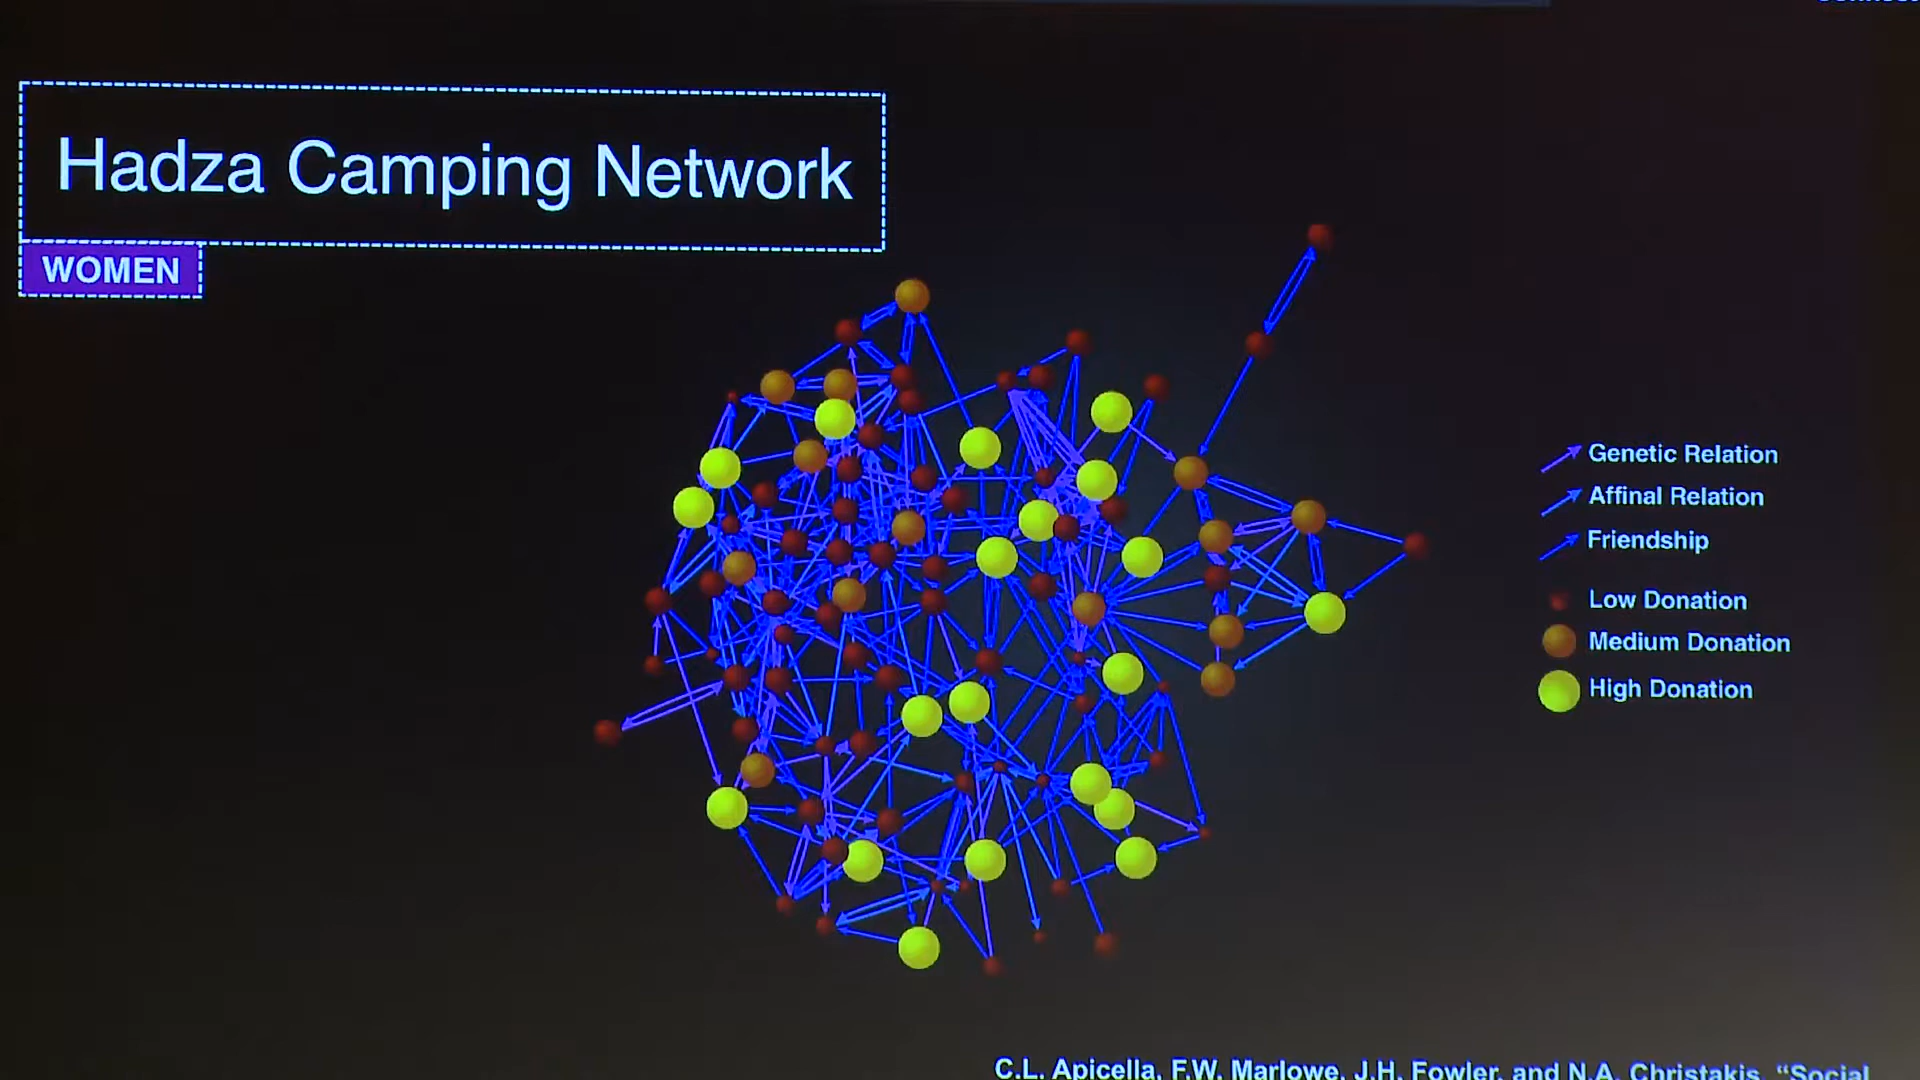 Hadza Camping Network
WOMEN
Genetic Relation
Affinal Relation
Friendship
Low Donation
Medium Donation
High Donation
C.L. Apicella, F.W. Marlowe, J.H. Fowler, and N.A. Christakis, “Social